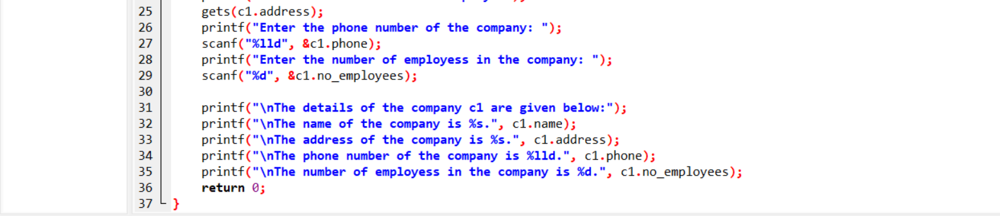 25 gets(c1.address);
26 printf("Enter the phone number of the company: ");
27 scanf("%lld", &c1.phone);
28 printf("Enter the number of employess in the company: ");
29 scanf("%d", &c1.no_employees);
30
31 printf("\nThe details of the company c1 are given below:");
32 printf("\nThe name of the company is %s.", c1.name);
33 printf("\nThe address of the company is %s.", c1.address);
34 printf("\nThe phone number of the company is %lld.", c1.phone);
35 printf("\nThe number of employess in the company is %d.", c1.no_employees);
36 return 0;
37 }